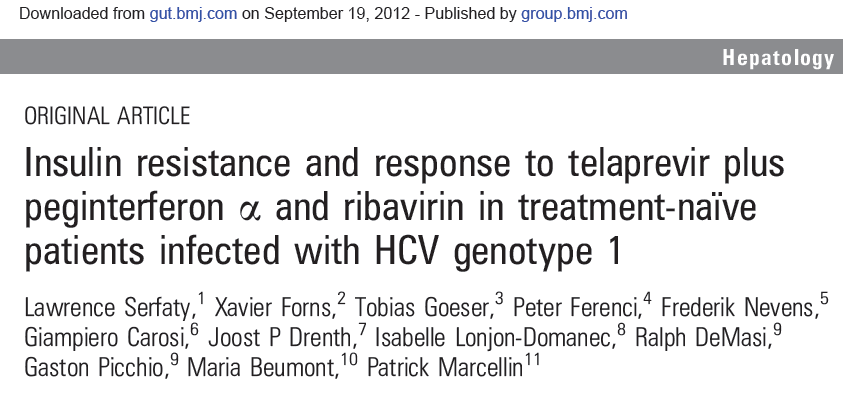 Downloaded from gut.bmj.com on September 19, 2012 - Published by group.bmj.com
Hepatology
ORIGINAL ARTICLE
Insulin resistance and response to telaprevir plus
peginterferon α and ribavirin in treatment-naïve
patients infected with HCV genotype 1
Lawrence Serfaty,1 Xavier Forns,2 Tobias Goeser,3 Peter Ferenci,4 Frederik Nevens,5
Giampiero Carosi,6 Joost P Drenth,7 Isabelle Lonjon-Domanec,8 Ralph DeMasi,9
Gaston Picchio,9 Maria Beumont,10 Patrick Marcellin11